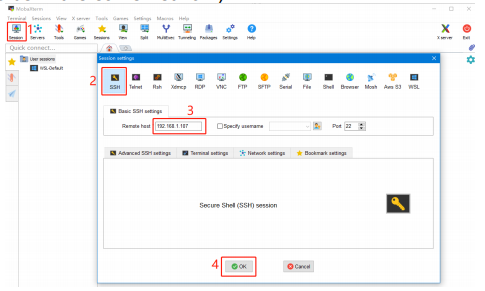 MobaXterm
Terminal Sessions View X server Tools Games Settings Macros Help
Session Servers Tools Games Sessions View Split MultiExec Tunneling Packages Settings Help X server Exit
1
Quick connect...
User sessions
WSL-Default
Session settings
2
SSH Telnet Rsh Xdmcp RDP VNC FTP SFTP Serial File Shell Browser Mosh Aws S3 WSL
Basic SSH settings
3
Remote host 192.168.1.187 Specify username Port 22
Advanced SSH settings Terminal settings Network settings Bookmark settings
Secure Shell (SSH) session
4
OK Cancel